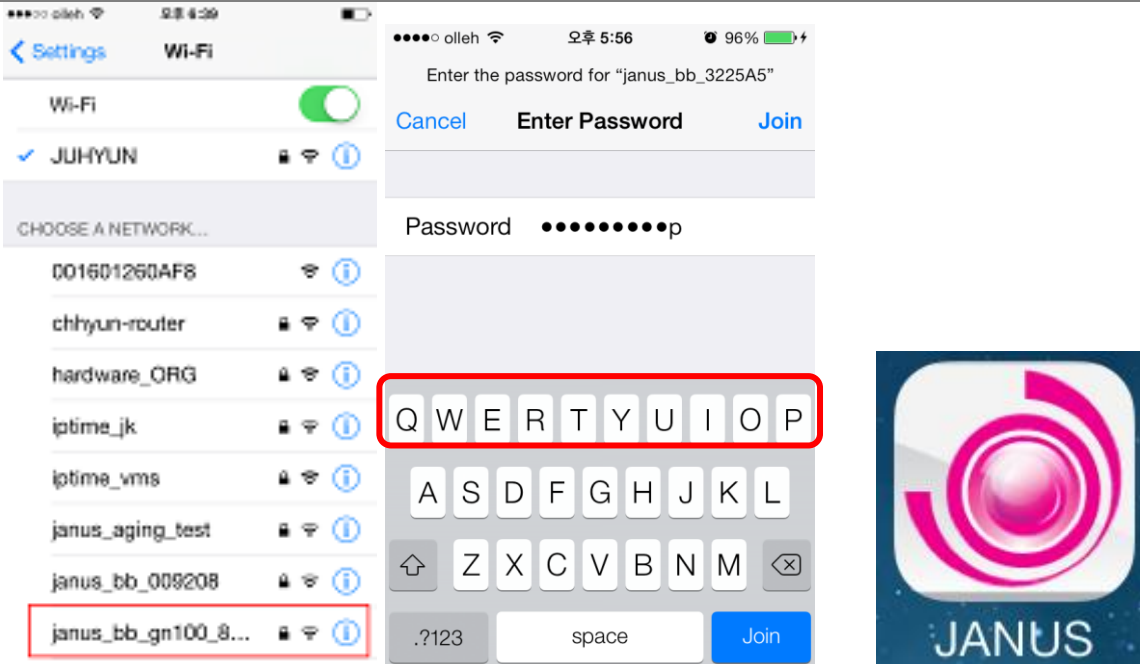 olleh 오후 6:39
Settings Wi-Fi
Wi-Fi
JUHYUN
CHOOSE A NETWORK...
001601260AF8
chhyun-router
hardware_ORG
iptime_jk
iptime_vms
janus_aging_test
janus_bb_009208
janus_bb_gn100_8...
olleh 오후 5:56 96%
Enter the password for “janus_bb_3225A5”
Cancel Enter Password Join
Password •••••••••p
Q W E R T Y U I O P
A S D F G H J K L
Z X C V B N M
.?123 space Join
JANUS